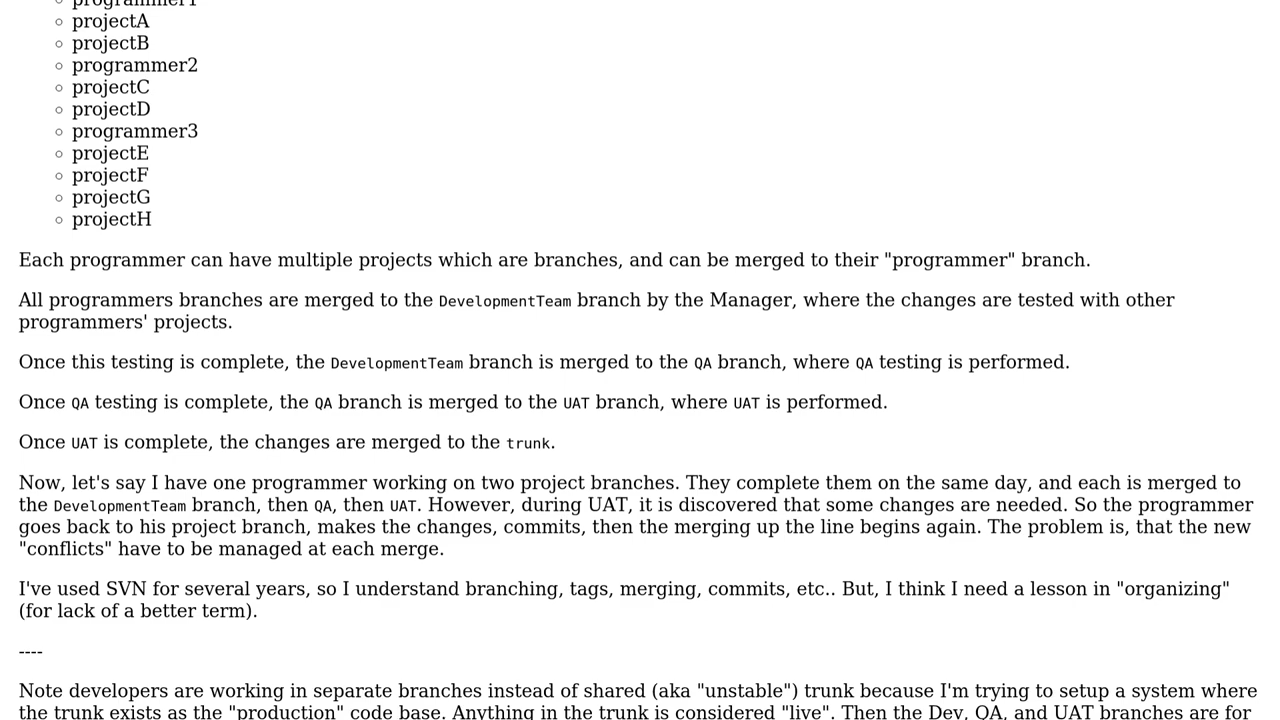 programmer1
projectA
projectB
programmer2
projectC
projectD
programmer3
projectE
projectF
projectG
projectH
Each programmer can have multiple projects which are branches, and can be merged to their "programmer" branch.
All programmers branches are merged to the DevelopmentTeam branch by the Manager, where the changes are tested with other
programmers' projects.
Once this testing is complete, the DevelopmentTeam branch is merged to the QA branch, where QA testing is performed.
Once QA testing is complete, the QA branch is merged to the UAT branch, where UAT is performed.
Once UAT is complete, the changes are merged to the trunk.
Now, let's say I have one programmer working on two project branches. They complete them on the same day, and each is merged to
the DevelopmentTeam branch, then QA, then UAT. However, during UAT, it is discovered that some changes are needed. So the programmer
goes back to his project branch, makes the changes, commits, then the merging up the line begins again. The problem is, that the new
"conflicts" have to be managed at each merge.
I've used SVN for several years, so I understand branching, tags, merging, commits, etc.. But, I think I need a lesson in "organizing"
(for lack of a better term).
----
Note developers are working in separate branches instead of shared (aka "unstable") trunk because I'm trying to setup a system where
the trunk exists as the "production" code base. Anything in the trunk is considered "live". Then the Dev, QA, and UAT branches are for